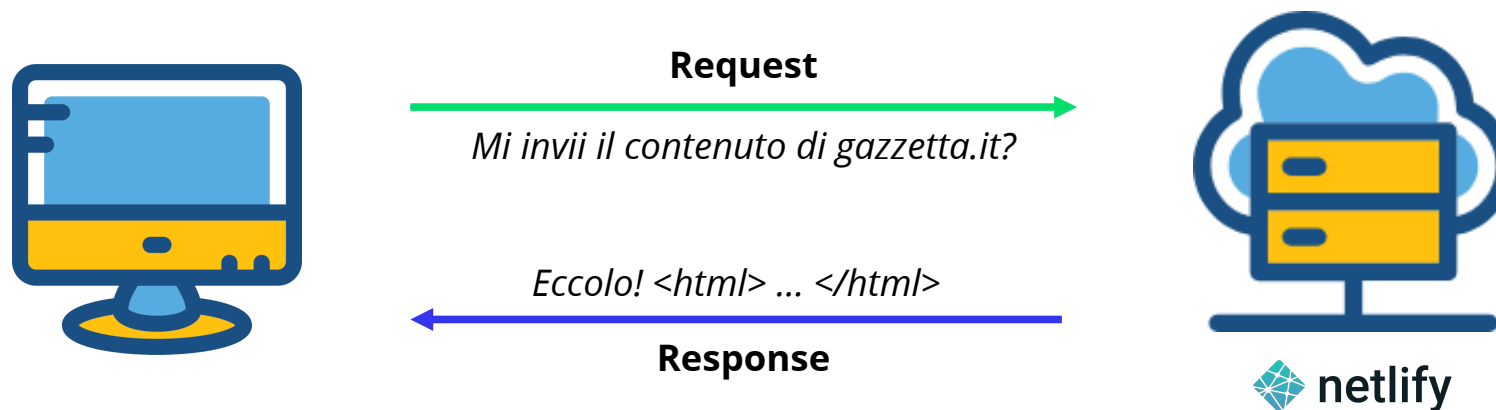 Request
Mi invii il contenuto di gazzetta.it?
Eccolo! <html> ... </html>
Response
netlify